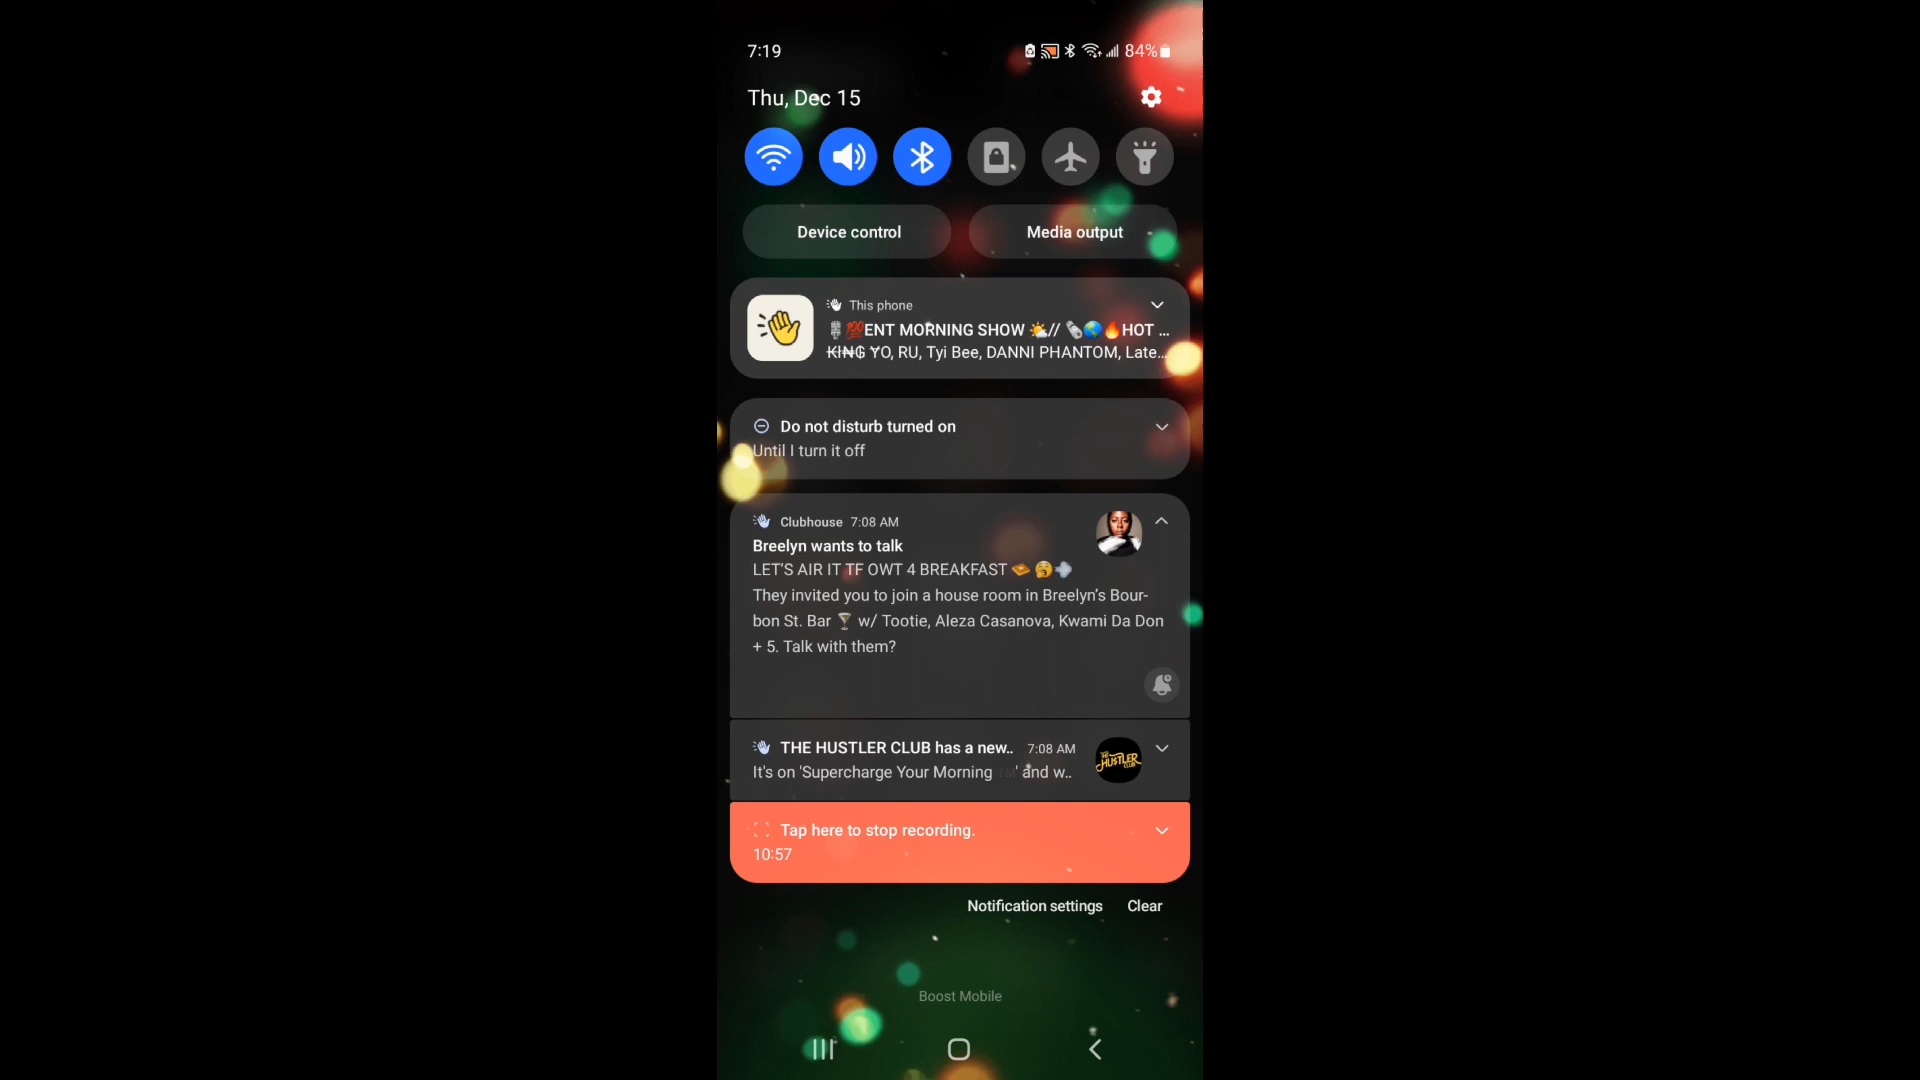 7:19
84%
Thu, Dec 15
Device control
Media output
This phone
🎙️💯ENT MORNING SHOW 🌤️// 🗞️🌎🔥HOT ...
KING YO, RU, Tyi Bee, DANNI PHANTOM, Late...
Do not disturb turned on
Until I turn it off
Clubhouse 7:08 AM
Breelyn wants to talk
LET’S AIR IT TF OWT 4 BREAKFAST 🧇 🥱💨
They invited you to join a house room in Breelyn’s Bour-
bon St. Bar 🍸 w/ Tootie, Aleza Casanova, Kwami Da Don
+ 5. Talk with them?
THE HUSTLER CLUB has a new.. 7:08 AM
It's on 'Supercharge Your Morning ™' and w..
THE HUSTLER CLUB
Tap here to stop recording.
10:57
Notification settings Clear
Boost Mobile